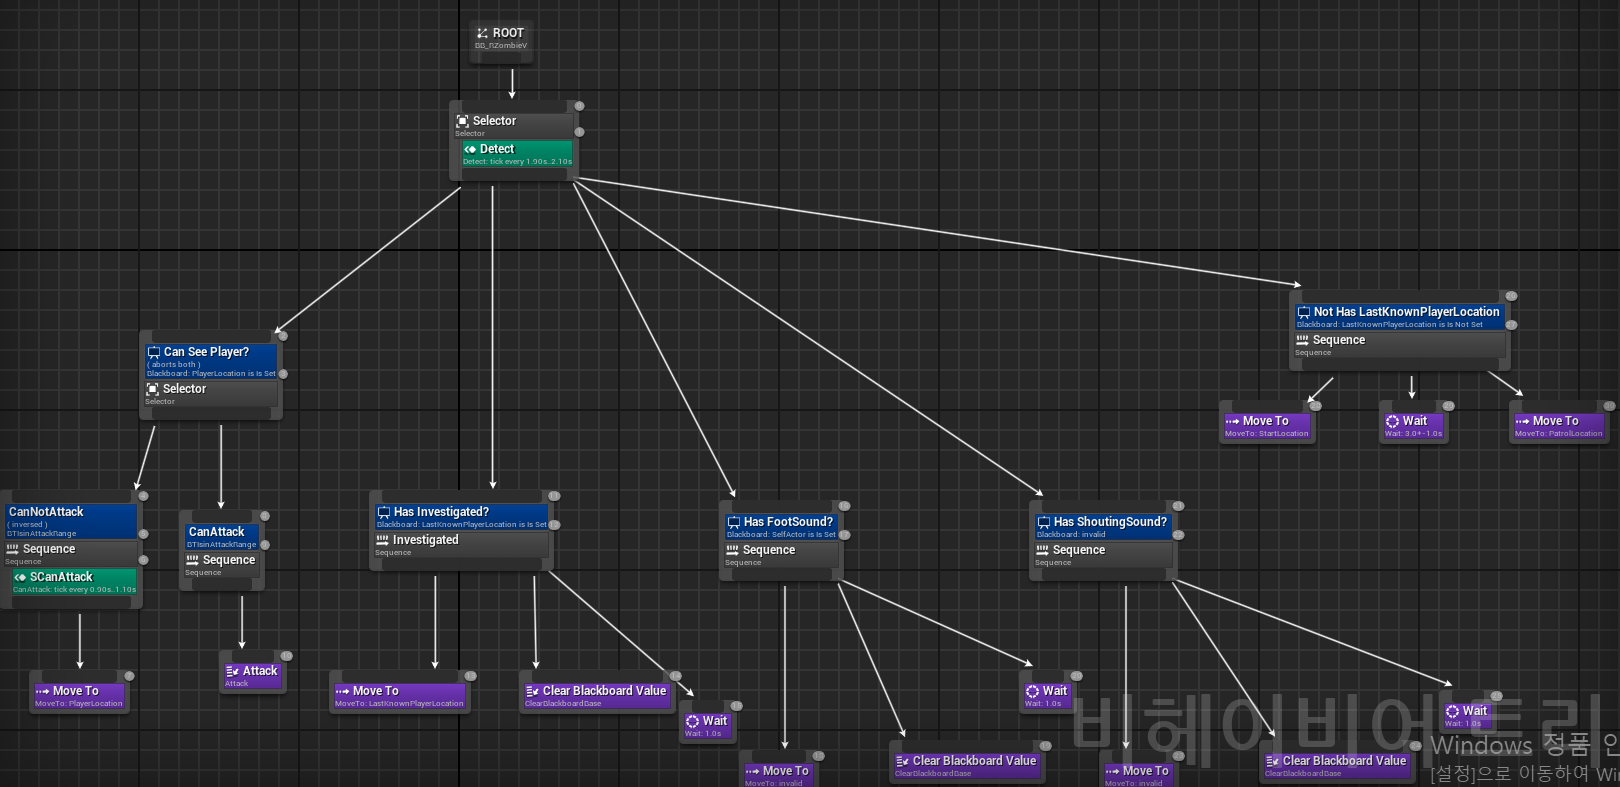 ROOT
BB_RZombieV
Selector
Selector
Detect
Detect: tick every 1.90s..2.10s
Not Has LastKnownPlayerLocation
Blackboard: LastKnownPlayerLocation is Is Not Set
Sequence
Sequence
Can See Player?
( aborts both )
Blackboard: PlayerLocation is Is Set
Selector
Selector
Move To
MoveTo: StartLocation
Wait
Wait: 3.0+-1.0s
Move To
MoveTo: PatrolLocation
CanNotAttack
( inversed )
BTIsinAttackRange
Sequence
Sequence
SCanAttack
CanAttack: tick every 0.90s..1.10s
CanAttack
BTIsinAttackRange
Sequence
Sequence
Has Investigated?
Blackboard: LastKnownPlayerLocation is Is Set
Investigated
Sequence
Has FootSound?
Blackboard: SelfActor is Is Set
Sequence
Sequence
Has ShoutingSound?
Blackboard: invalid
Sequence
Sequence
Move To
MoveTo: PlayerLocation
Attack
Attack
Move To
MoveTo: LastKnownPlayerLocation
Clear Blackboard Value
ClearBlackboardBase
Wait
Wait: 1.0s
Wait
Wait: 1.0s
Wait
Wait: 1.0s
Move To
MoveTo: invalid
Clear Blackboard Value
ClearBlackboardBase
Move To
MoveTo: invalid
Clear Blackboard Value
ClearBlackboardBase
비헤이비어 트리
Windows 정품 인
[설정]으로 이동하여 Wi